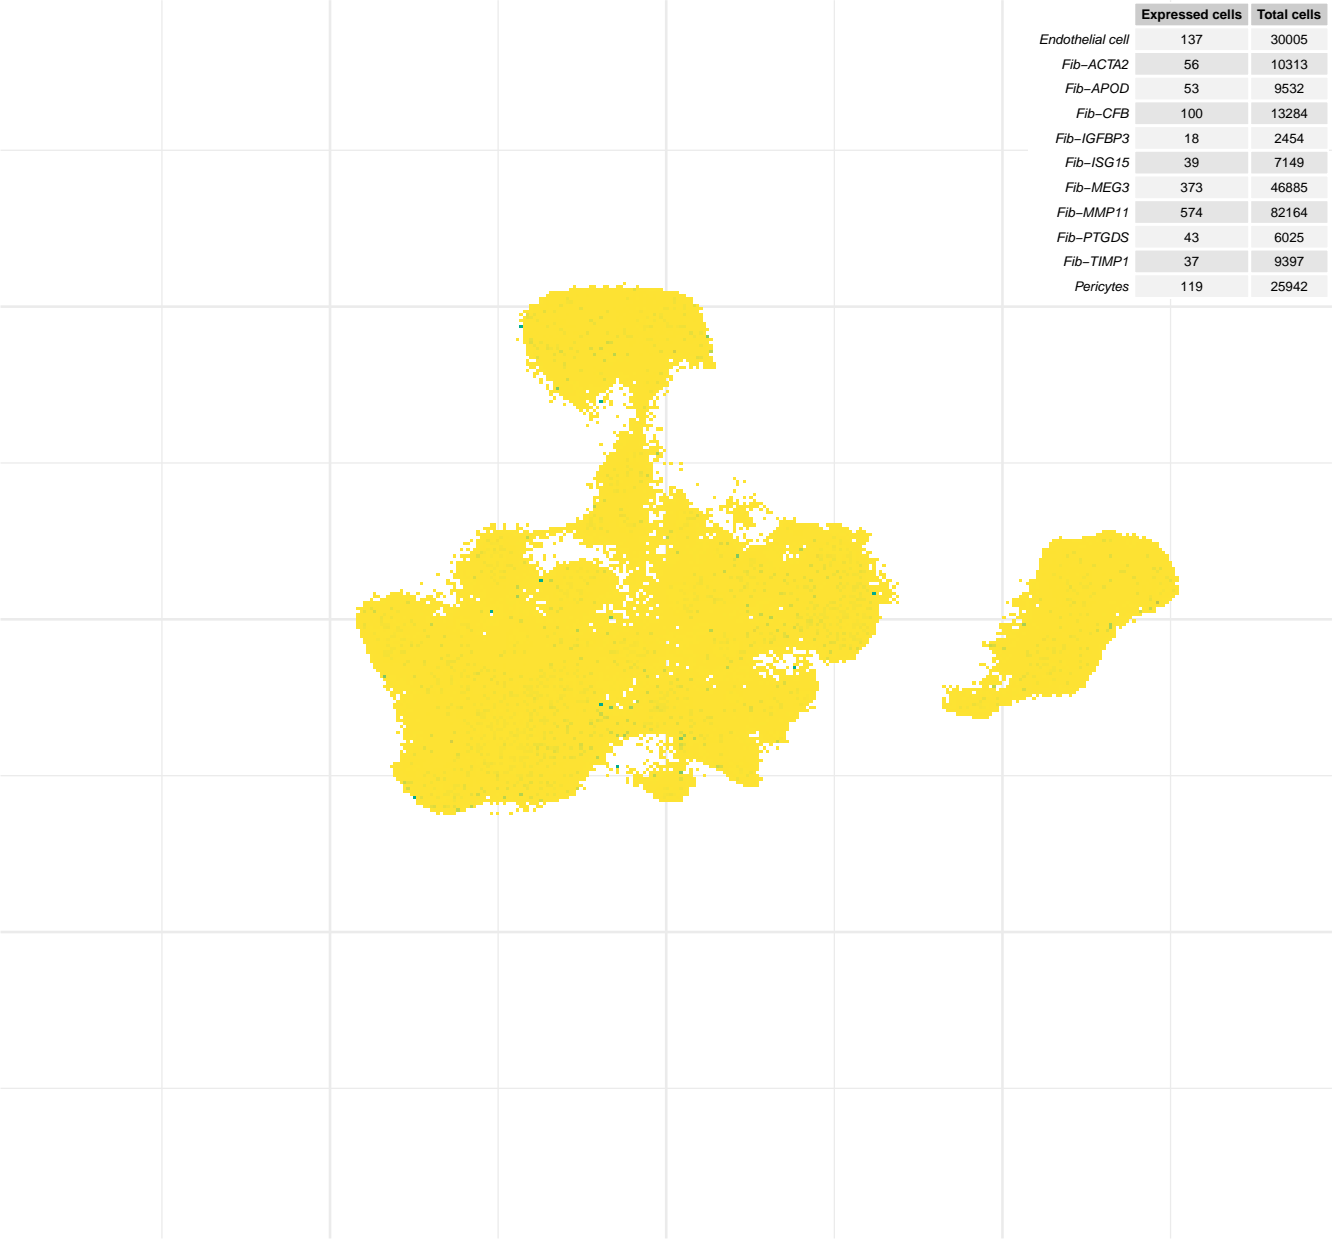 Expressed cells Total cells
Endothelial cell 137 30005
Fib−ACTA2 56 10313
Fib−APOD 53 9532
Fib−CFB 100 13284
Fib−IGFBP3 18 2454
Fib−ISG15 39 7149
Fib−MEG3 373 46885
Fib−MMP11 574 82164
Fib−PTGDS 43 6025
Fib−TIMP1 37 9397
Pericytes 119 25942